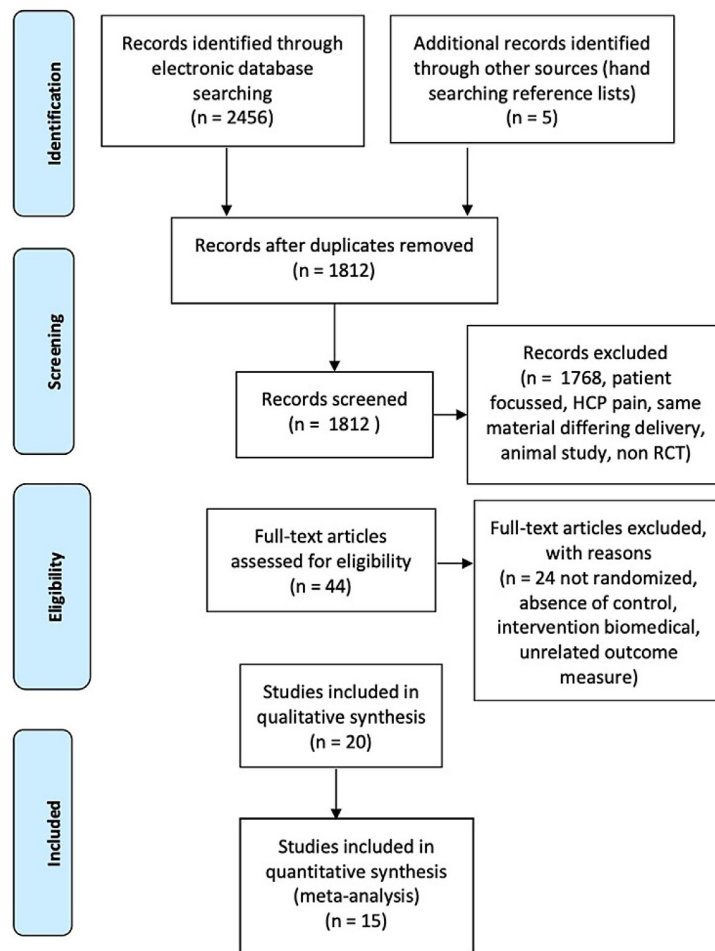 Identification
Records identified through
electronic database
searching
(n = 2456)
Additional records identified
through other sources (hand
searching reference lists)
(n = 5)
Screening
Records after duplicates removed
(n = 1812)
Records screened
(n = 1812 )
Records excluded
(n = 1768, patient
focussed, HCP pain, same
material differing delivery,
animal study, non RCT)
Eligibility
Full-text articles
assessed for eligibility
(n = 44)
Full-text articles excluded,
with reasons
(n = 24 not randomized,
absence of control,
intervention biomedical,
unrelated outcome
measure)
Studies included in
qualitative synthesis
(n = 20)
Included
Studies included in
quantitative synthesis
(meta-analysis)
(n = 15)